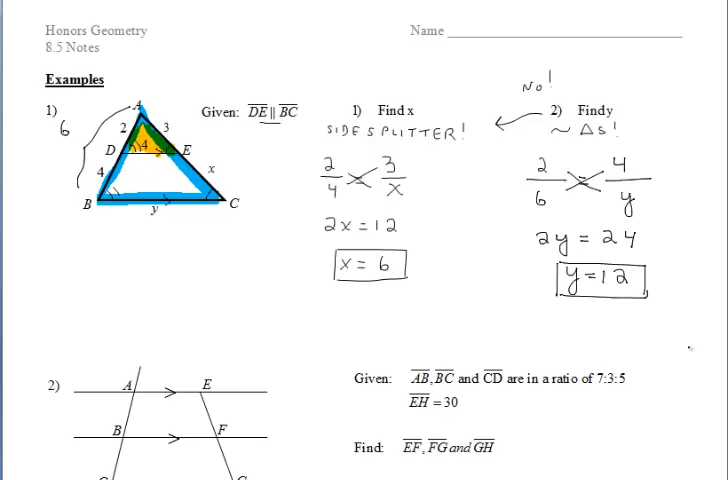 Honors Geometry Name
8.5 Notes
Examples
No!
1) Given: DE || BC 1) Find x 2) Find y
6
SIDE SPLITTER! ~ Δs!
A
2 3
D 4 E
4 x
B y C
2/4 = 3/x 2/6 = 4/y
2x = 12 2y = 24
x = 6 y = 12
2)
A E
B F
Given: AB, BC and CD are in a ratio of 7:3:5
EH = 30
Find: EF, FG and GH